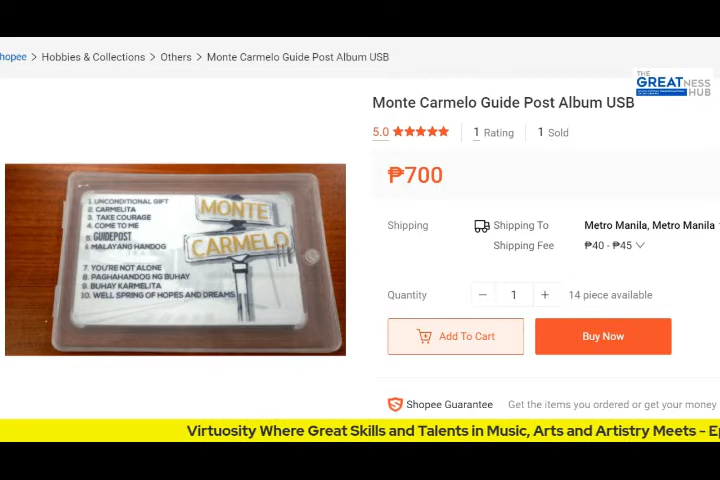 hopee > Hobbies & Collections > Others > Monte Carmelo Guide Post Album USB
THE
GREATNESS
HUB
Monte Carmelo Guide Post Album USB
5.0
1 Rating
1 Sold
₱700
Shipping
Shipping To
Metro Manila, Metro Manila
Shipping Fee
₱40 - ₱45
Quantity
− 1 +
14 piece available
Add To Cart
Buy Now
Shopee Guarantee
Get the items you ordered or get your money
1. UNCONDITIONAL GIFT
2. CARMELITA
3. TAKE COURAGE
4. COME TO ME
5. GUIDEPOST
6. MALAYANG HANDOG
7. YOU'RE NOT ALONE
8. PAGHAHANDOG NG BUHAY
9. BUHAY KARMELITA
10. WELL SPRING OF HOPES AND DREAMS
MONTE
CARMELO
Virtuosity Where Great Skills and Talents in Music, Arts and Artistry Meets - Ep